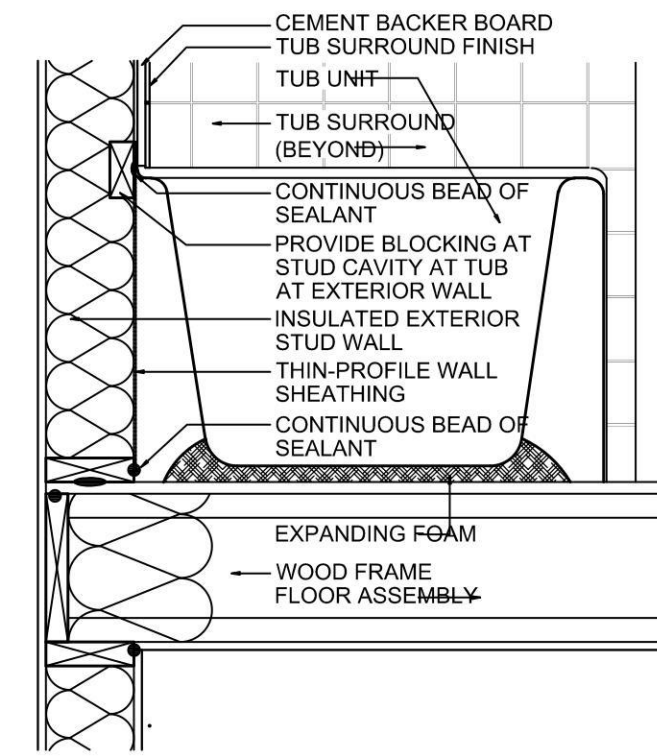 CEMENT BACKER BOARD
TUB SURROUND FINISH
TUB UNIT
TUB SURROUND
(BEYOND)
CONTINUOUS BEAD OF
SEALANT
PROVIDE BLOCKING AT
STUD CAVITY AT TUB
AT EXTERIOR WALL
INSULATED EXTERIOR
STUD WALL
THIN-PROFILE WALL
SHEATHING
CONTINUOUS BEAD OF
SEALANT
EXPANDING FOAM
WOOD FRAME
FLOOR ASSEMBLY